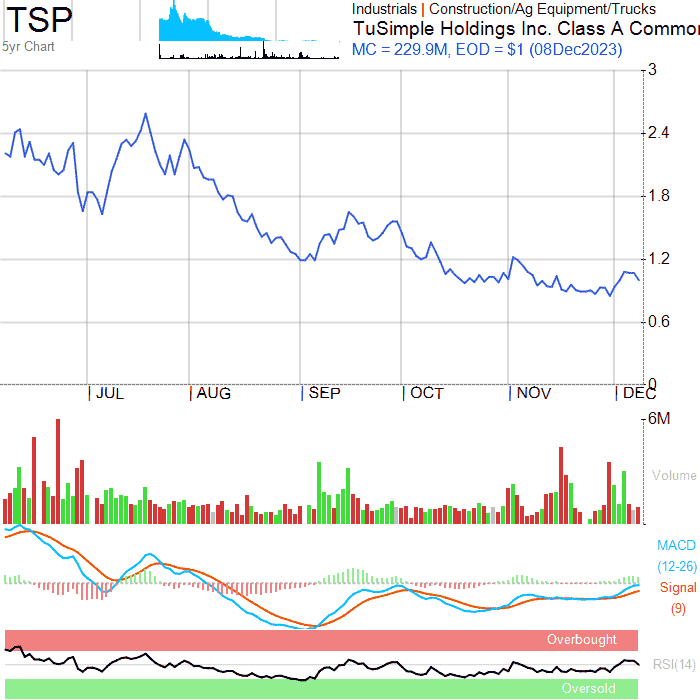 TSP
5yr Chart
Industrials | Construction/Ag Equipment/Trucks
TuSimple Holdings Inc. Class A Common
MC = 229.9M, EOD = $1 (08Dec2023)
3
2.4
1.8
1.2
0.6
0
JUL AUG SEP OCT NOV DEC
6M
Volume
MACD
(12-26)
Signal
(9)
Overbought
RSI(14)
Oversold